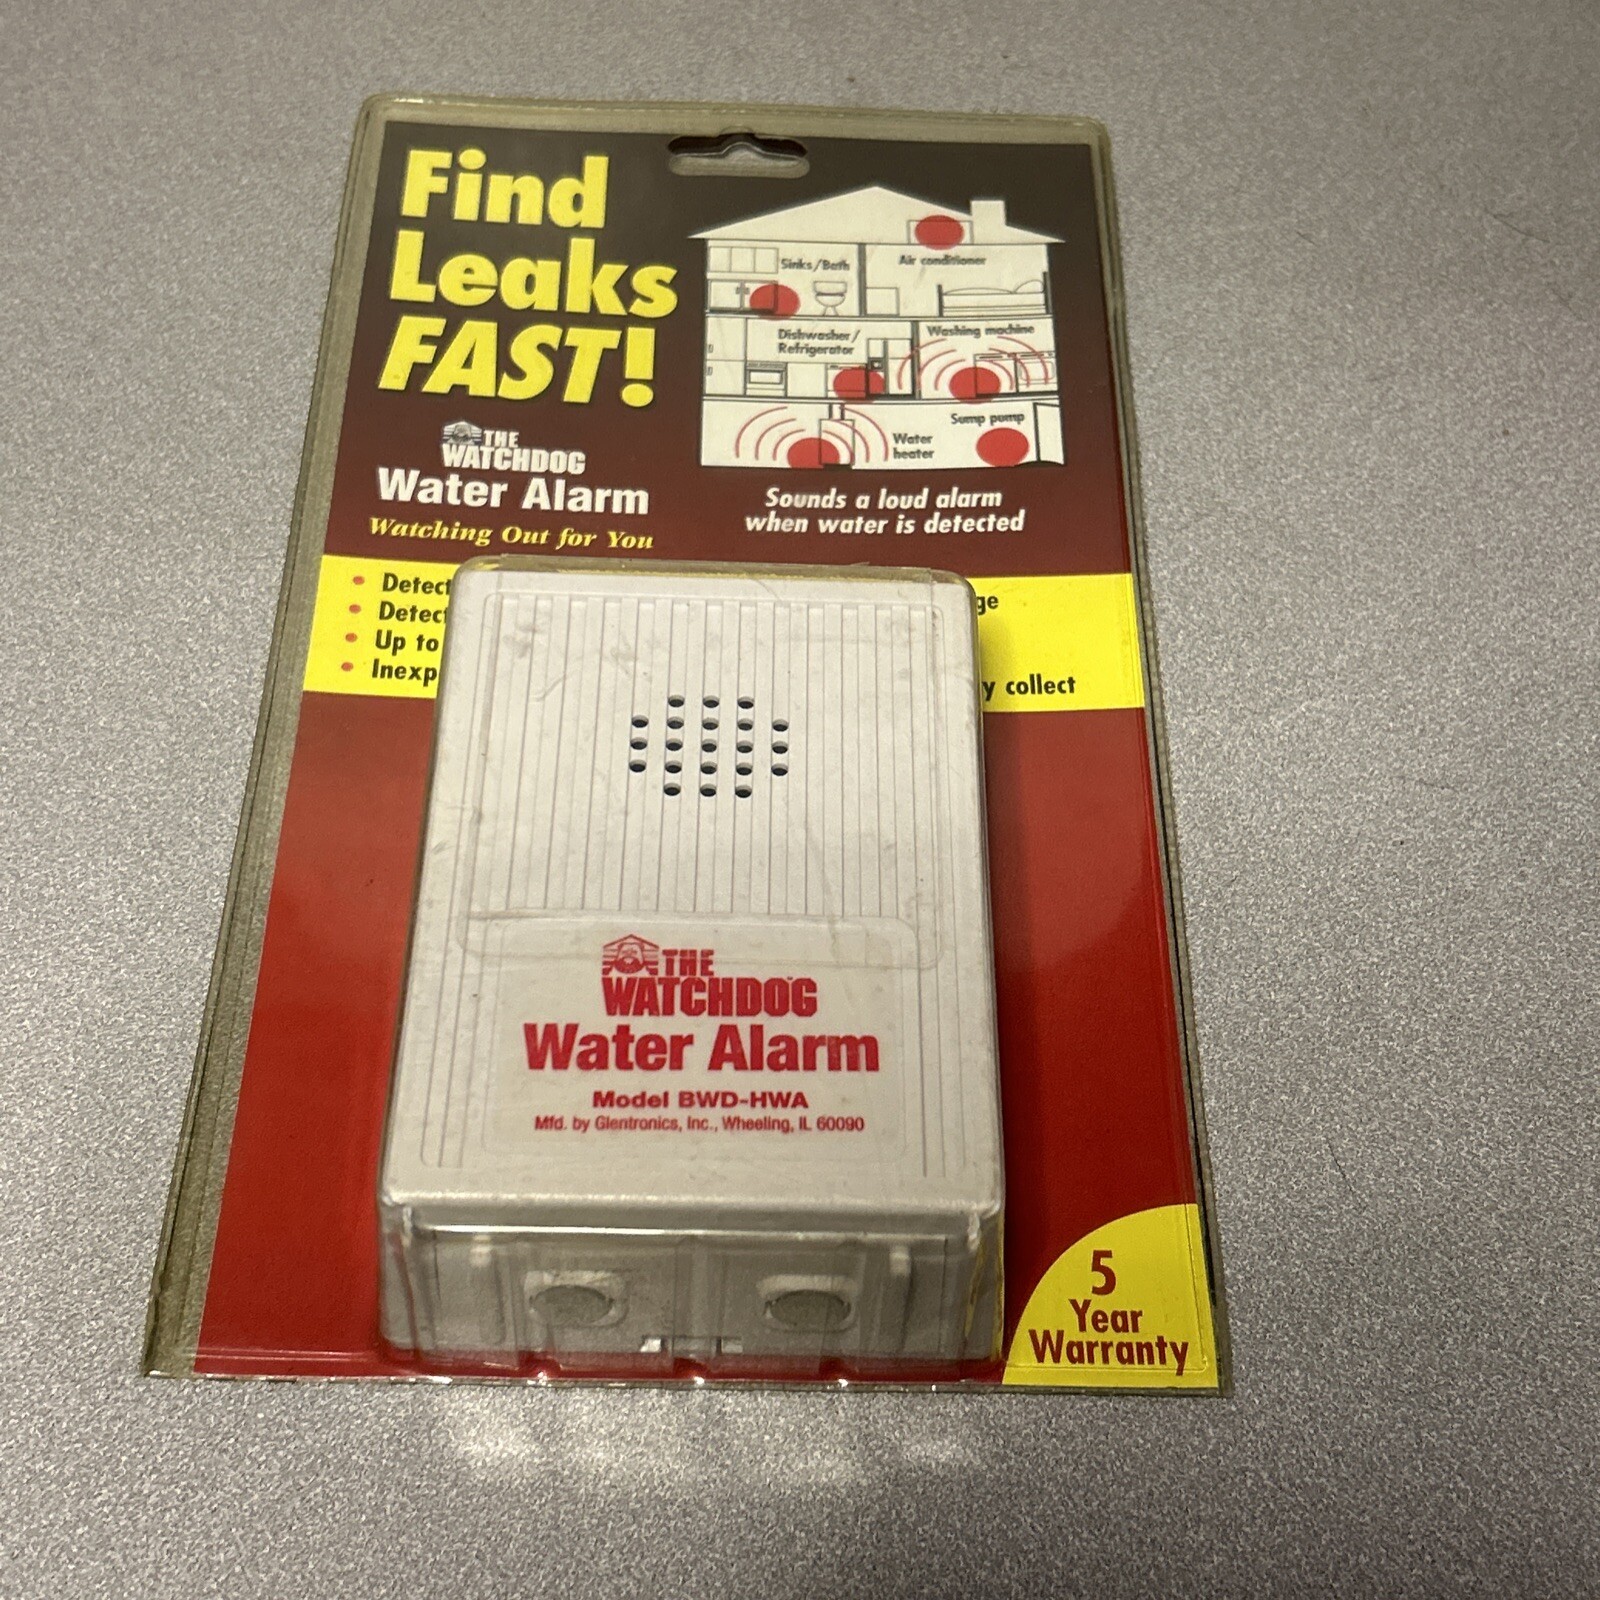 Find
Leaks
FAST!
THE
WATCHDOG
Water Alarm
Watching Out for You
Sinks/Bath
Air conditioner
Dishwasher/
Refrigerator
Washing machine
Sump pump
Water
heater
Sounds a loud alarm
when water is detected
• Detect
• Detec
• Up to
• Inexp
ge
y collect
THE
WATCHDOG
Water Alarm
Model BWD-HWA
Mfd. by Glentronics, Inc., Wheeling, IL 60090
5
Year
Warranty